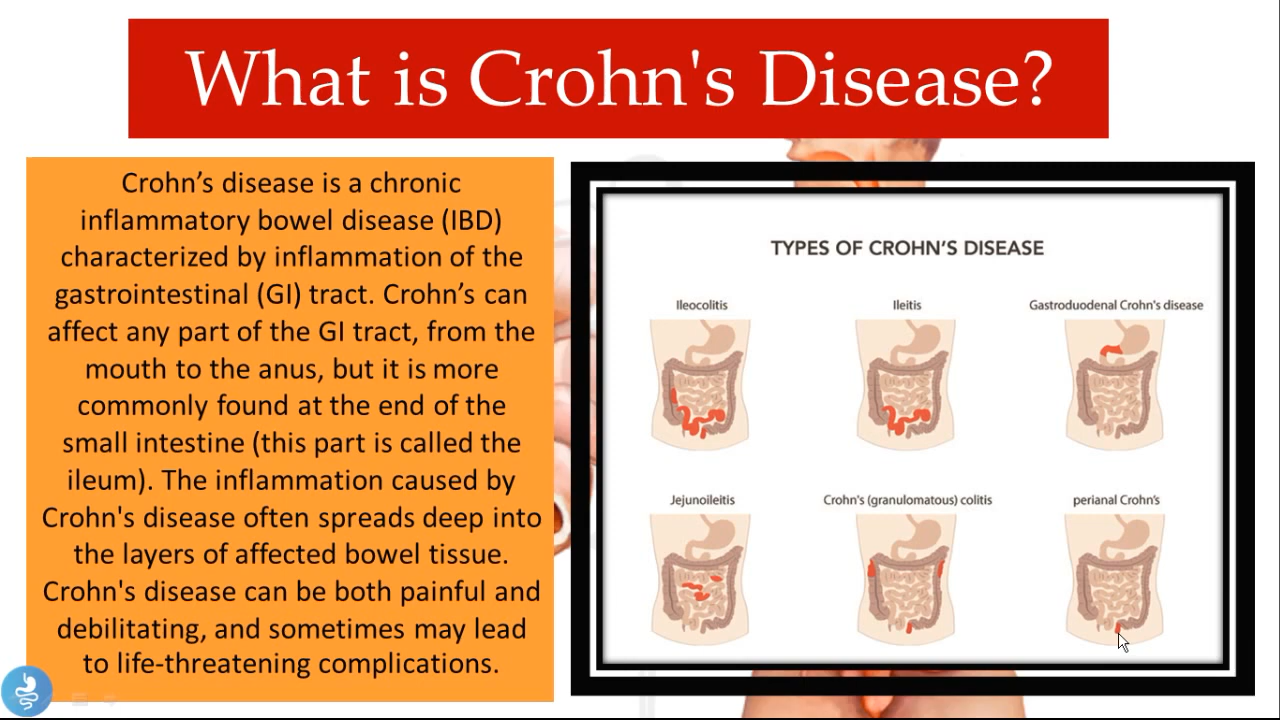 What is Crohn's Disease?
Crohn’s disease is a chronic
inflammatory bowel disease (IBD)
characterized by inflammation of the
gastrointestinal (GI) tract. Crohn’s can
affect any part of the GI tract, from the
mouth to the anus, but it is more
commonly found at the end of the
small intestine (this part is called the
ileum). The inflammation caused by
Crohn's disease often spreads deep into
the layers of affected bowel tissue.
Crohn's disease can be both painful and
debilitating, and sometimes may lead
to life-threatening complications.
TYPES OF CROHN’S DISEASE
Ileocolitis
Ileitis
Gastroduodenal Crohn's disease
Jejunoileitis
Crohn's (granulomatous) colitis
perianal Crohn's